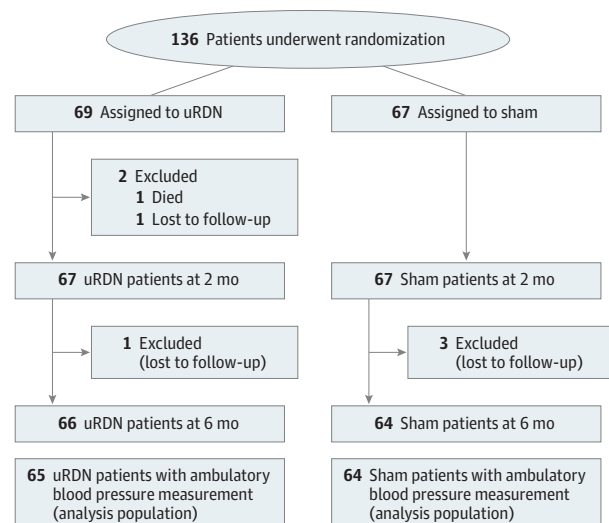 136 Patients underwent randomization
69 Assigned to uRDN
67 Assigned to sham
2 Excluded
1 Died
1 Lost to follow-up
67 uRDN patients at 2 mo
67 Sham patients at 2 mo
1 Excluded
(lost to follow-up)
3 Excluded
(lost to follow-up)
66 uRDN patients at 6 mo
64 Sham patients at 6 mo
65 uRDN patients with ambulatory
blood pressure measurement
(analysis population)
64 Sham patients with ambulatory
blood pressure measurement
(analysis population)